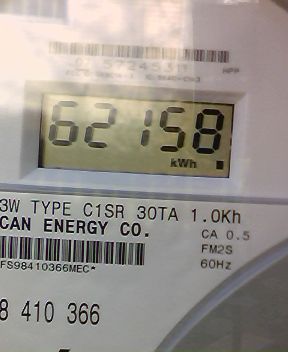 62158
kWh
3W TYPE C1SR 30TA 1.0Kh
CAN ENERGY CO.
CA 0.5
FM2S
60Hz
FS98410366MEC*
8 410 366